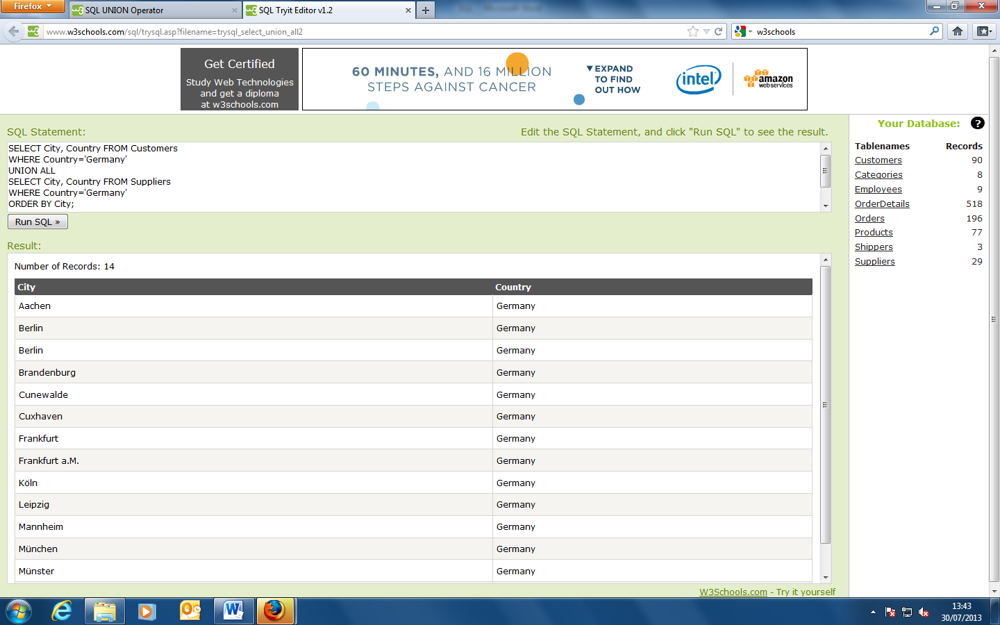 Firefox
SQL UNION Operator
SQL Tryit Editor v1.2
www.w3schools.com/sql/trysql.asp?filename=trysql_select_union_all2
w3schools
Get Certified
Study Web Technologies
and get a diploma
at w3schools.com
60 MINUTES, AND 16 MILLION
STEPS AGAINST CANCER
EXPAND
TO FIND
OUT HOW
intel
amazon
web services
SQL Statement:
Edit the SQL Statement, and click "Run SQL" to see the result.
SELECT City, Country FROM Customers
WHERE Country='Germany'
UNION ALL
SELECT City, Country FROM Suppliers
WHERE Country='Germany'
ORDER BY City;
Run SQL »
Result:
Number of Records: 14
City Country
Aachen Germany
Berlin Germany
Berlin Germany
Brandenburg Germany
Cunewalde Germany
Cuxhaven Germany
Frankfurt Germany
Frankfurt a.M. Germany
Köln Germany
Leipzig Germany
Mannheim Germany
München Germany
Münster Germany
W3Schools.com - Try it yourself
Your Database: ?
Tablenames Records
Customers 90
Categories 8
Employees 9
OrderDetails 518
Orders 196
Products 77
Shippers 3
Suppliers 29
13:43
30/07/2013